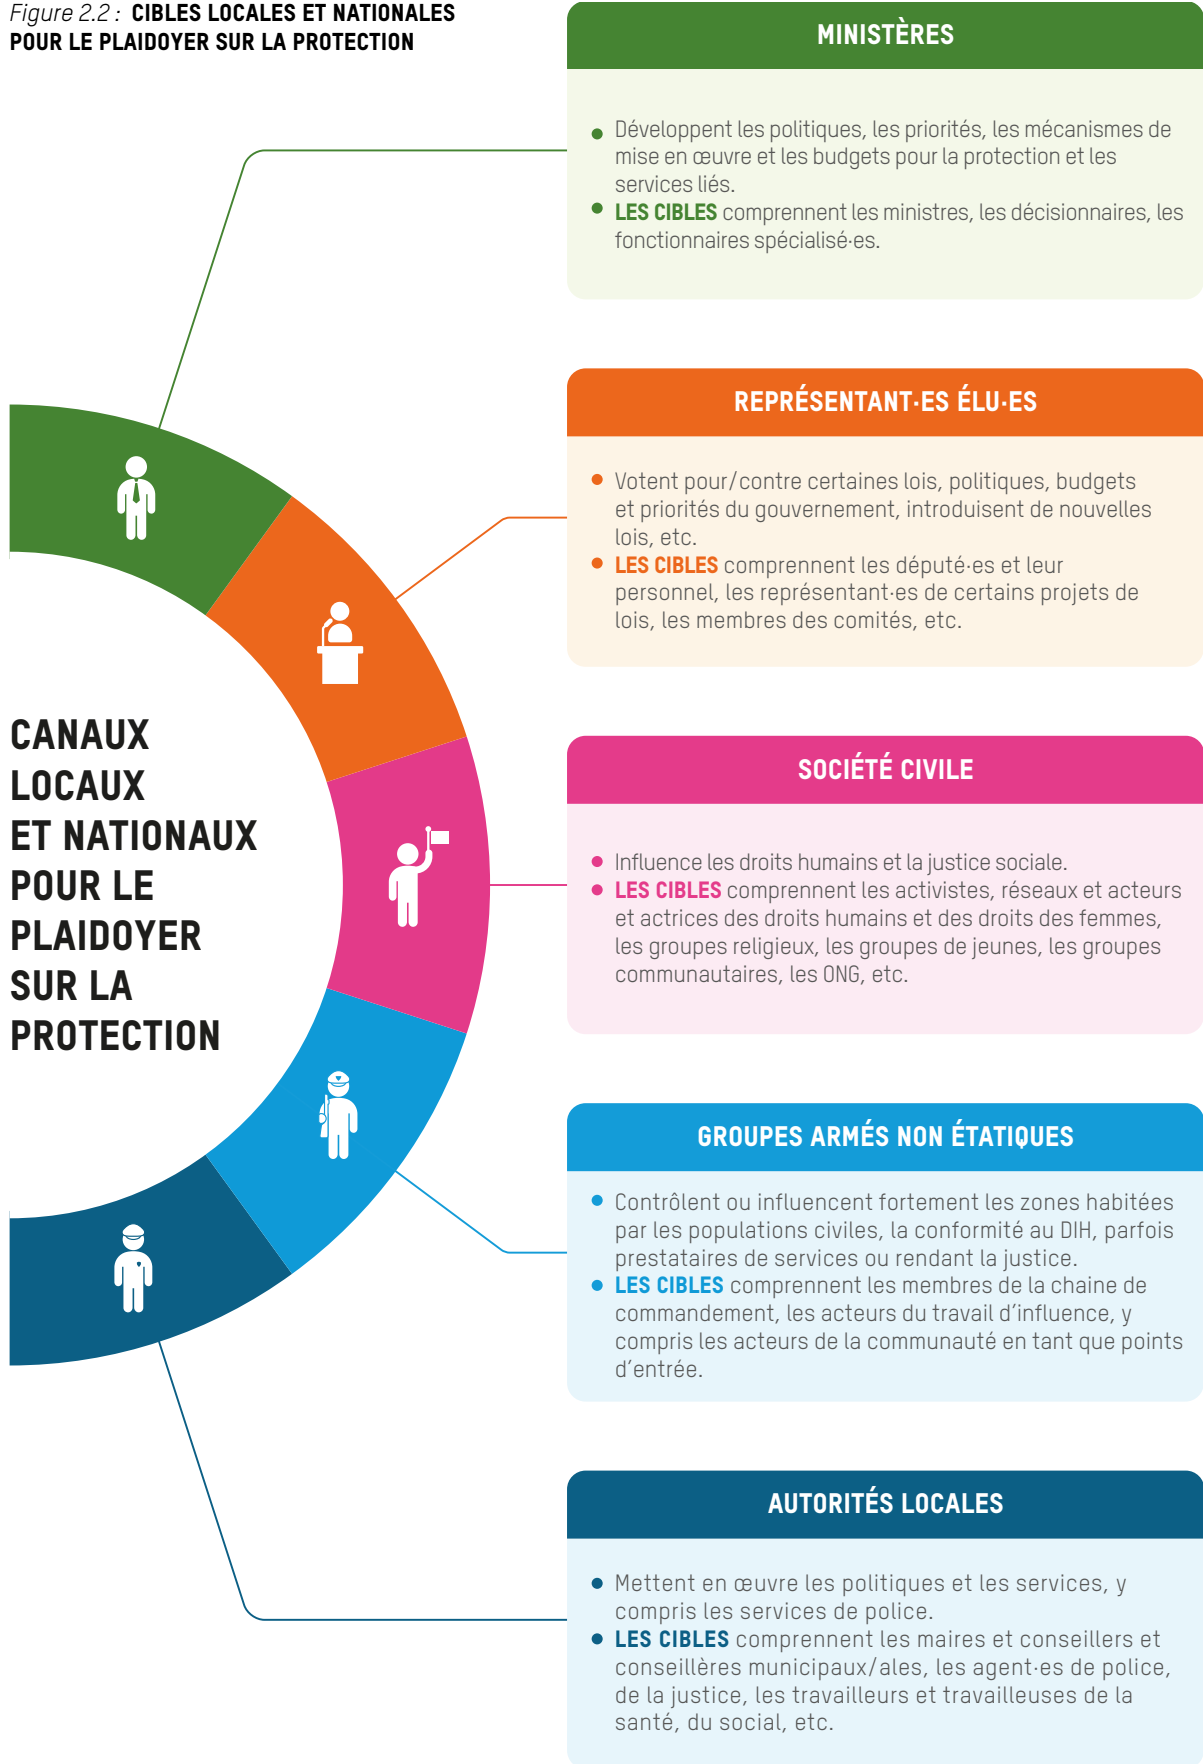 Figure 2.2 : CIBLES LOCALES ET NATIONALES
POUR LE PLAIDOYER SUR LA PROTECTION
CANAUX
LOCAUX
ET NATIONAUX
POUR LE
PLAIDOYER
SUR LA
PROTECTION
MINISTÈRES
• Développent les politiques, les priorités, les mécanismes de
mise en œuvre et les budgets pour la protection et les
services liés.
• LES CIBLES comprennent les ministres, les décisionnaires, les
fonctionnaires spécialisé·es.
REPRÉSENTANT·ES ÉLU·ES
• Votent pour/contre certaines lois, politiques, budgets
et priorités du gouvernement, introduisent de nouvelles
lois, etc.
• LES CIBLES comprennent les député·es et leur
personnel, les représentant·es de certains projets de
lois, les membres des comités, etc.
SOCIÉTÉ CIVILE
• Influence les droits humains et la justice sociale.
• LES CIBLES comprennent les activistes, réseaux et acteurs
et actrices des droits humains et des droits des femmes,
les groupes religieux, les groupes de jeunes, les groupes
communautaires, les ONG, etc.
GROUPES ARMÉS NON ÉTATIQUES
• Contrôlent ou influencent fortement les zones habitées
par les populations civiles, la conformité au DIH, parfois
prestataires de services ou rendant la justice.
• LES CIBLES comprennent les membres de la chaine de
commandement, les acteurs du travail d'influence, y
compris les acteurs de la communauté en tant que points
d'entrée.
AUTORITÉS LOCALES
• Mettent en œuvre les politiques et les services, y
compris les services de police.
• LES CIBLES comprennent les maires et conseillers et
conseillères municipaux/ales, les agent·es de police,
de la justice, les travailleurs et travailleuses de la
santé, du social, etc.